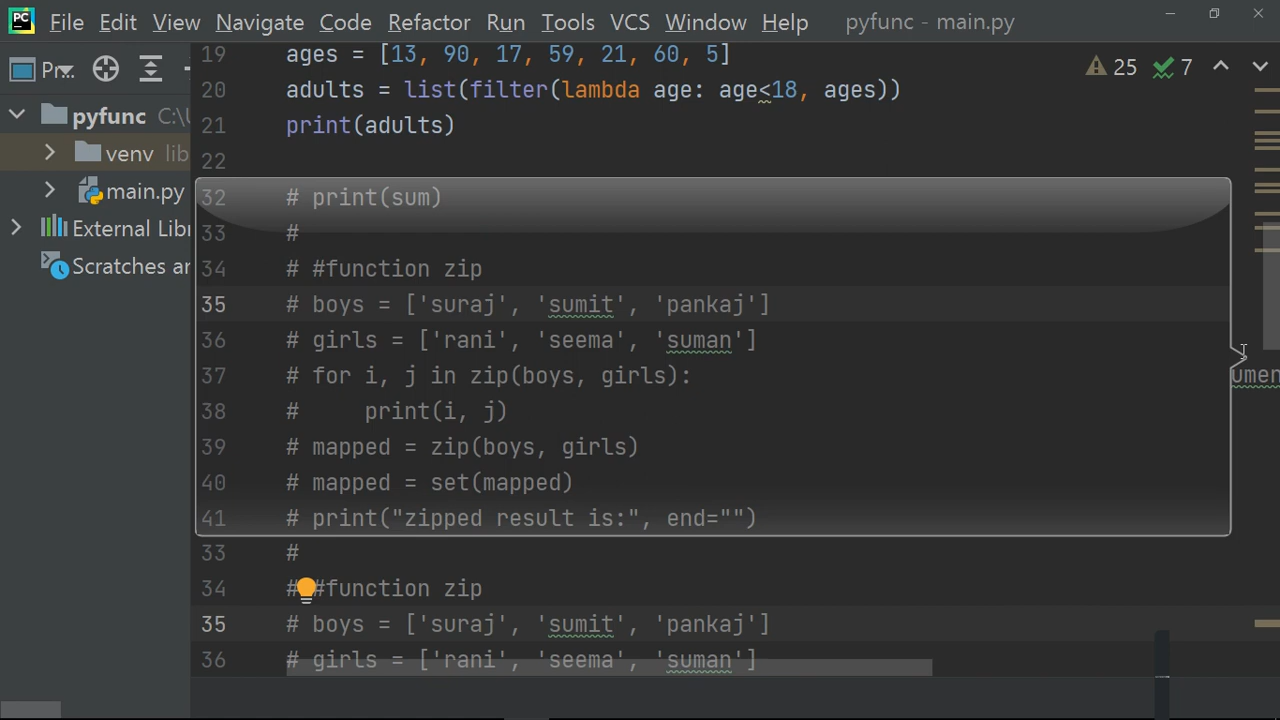 PC File Edit View Navigate Code Refactor Run Tools VCS Window Help pyfunc - main.py
Pr...
pyfunc C:\U
venv lib
main.py
External Lib
Scratches a
25 7
19 ages = [13, 90, 17, 59, 21, 60, 5]
20 adults = list(filter(lambda age: age<18, ages))
21 print(adults)
22
32 # print(sum)
33 #
34 # #function zip
35 # boys = ['suraj', 'sumit', 'pankaj']
36 # girls = ['rani', 'seema', 'suman']
37 # for i, j in zip(boys, girls):
38 #     print(i, j)
39 # mapped = zip(boys, girls)
40 # mapped = set(mapped)
41 # print("zipped result is:", end="")
umen
33 #
34 # #function zip
35 # boys = ['suraj', 'sumit', 'pankaj']
36 # girls = ['rani', 'seema', 'suman']